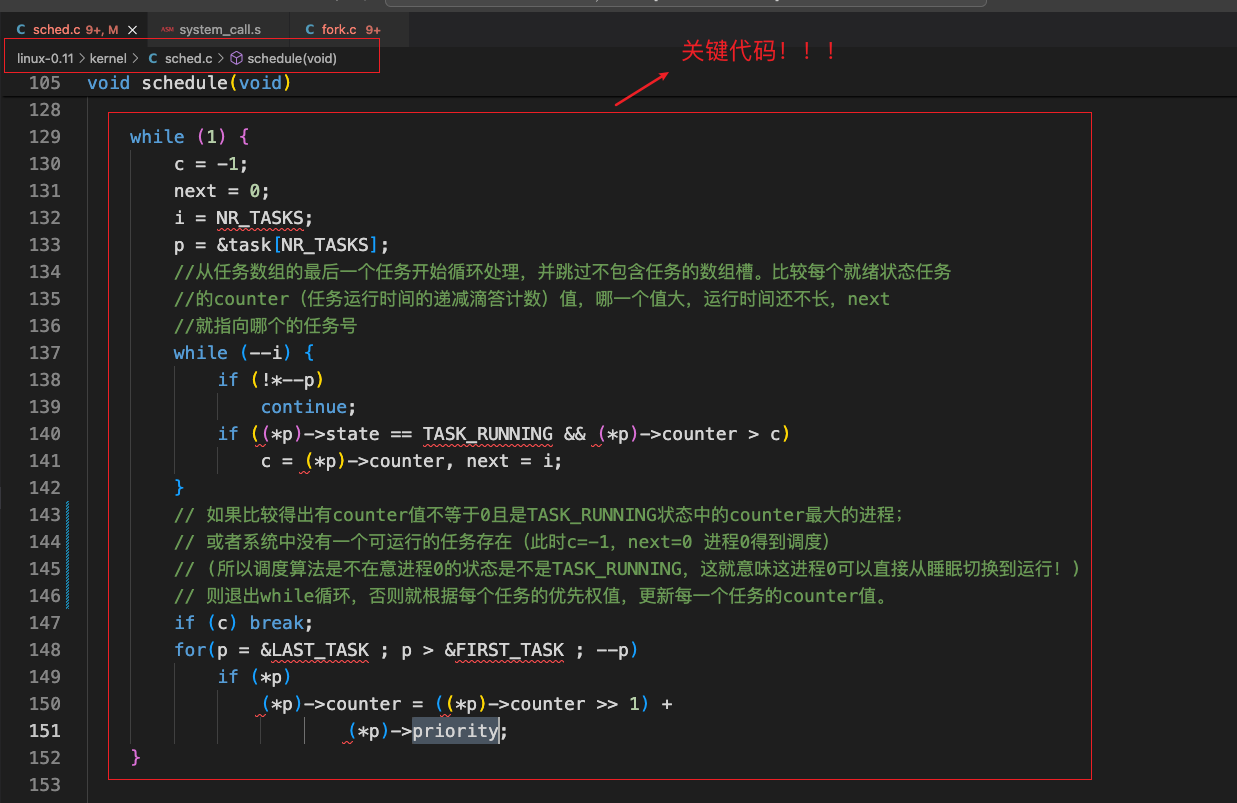 sched.c 9+, M
ASM system_call.s
C fork.c 9+
关键代码！！！
linux-0.11 > kernel > C sched.c > schedule(void)
105 void schedule(void)
128
129 while (1) {
130 c = -1;
131 next = 0;
132 i = NR_TASKS;
133 p = &task[NR_TASKS];
134 //从任务数组的最后一个任务开始循环处理，并跳过不包含任务的数组槽。比较每个就绪状态任务
135 //的counter（任务运行时间的递减滴答计数）值，哪一个值大，运行时间还不长，next
136 //就指向哪个的任务号
137 while (--i) {
138 if (!*--p)
139 continue;
140 if ((*p)->state == TASK_RUNNING && (*p)->counter > c)
141 c = (*p)->counter, next = i;
142 }
143 // 如果比较得出有counter值不等于0且是TASK_RUNNING状态中的counter最大的进程；
144 // 或者系统中没有一个可运行的任务存在（此时c=-1，next=0 进程0得到调度）
145 // (所以调度算法是不在意进程0的状态是不是TASK_RUNNING，这就意味这进程0可以直接从睡眠切换到运行！)
146 // 则退出while循环，否则就根据每个任务的优先权值，更新每一个任务的counter值。
147 if (c) break;
148 for(p = &LAST_TASK ; p > &FIRST_TASK ; --p)
149 if (*p)
150 (*p)->counter = ((*p)->counter >> 1) +
151 (*p)->priority;
152 }
153